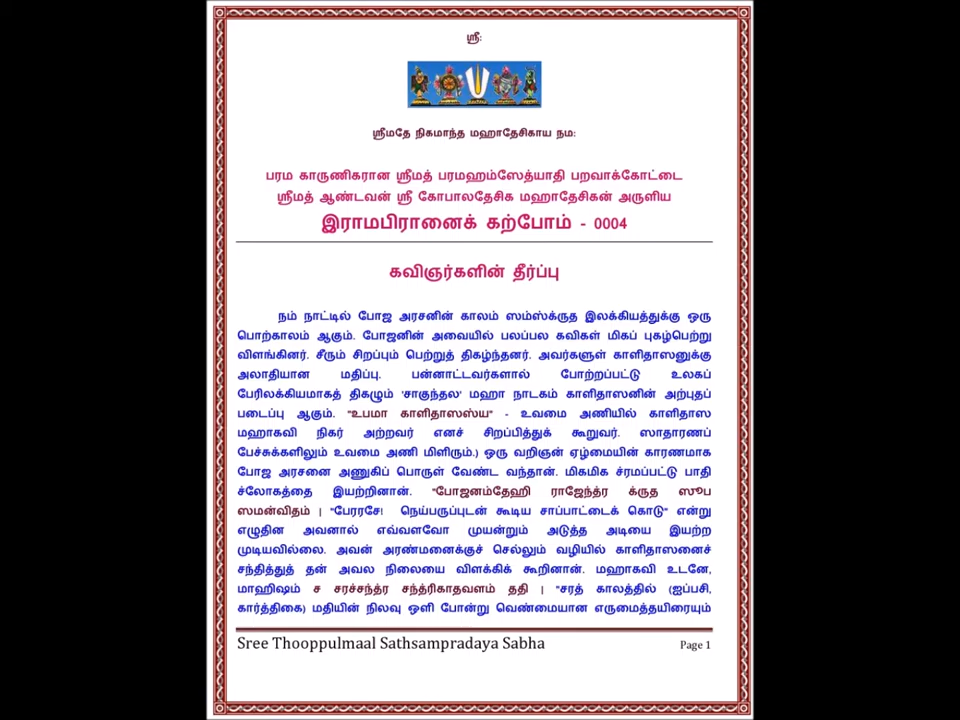 ஸ்ரீ:
ஸ்ரீமதே நிகமாந்த மஹாதேசிகாய நம:
பரம காருணிகரான ஸ்ரீமத் பரமஹம்ஸேத்யாதி பறவாக்கோட்டை
ஸ்ரீமத் ஆண்டவன் ஸ்ரீ கோபாலதேசிக மஹாதேசிகன் அருளிய
இராமபிரானைக் கற்போம் - 0004
கவிஞர்களின் தீர்ப்பு
நம் நாட்டில் போஜ அரசனின் காலம் ஸம்ஸ்க்ருத இலக்கியத்துக்கு ஒரு
பொற்காலம் ஆகும். போஜனின் அவையில் பலப்பல கவிகள் மிகப் புகழ்பெற்று
விளங்கினர். சீரும் சிறப்பும் பெற்றுத் திகழ்ந்தனர். அவர்களுள் காளிதாஸனுக்கு
அலாதியான மதிப்பு. பன்னாட்டவர்களால் போற்றப்பட்டு உலகப்
பேரிலக்கியமாகத் திகழும் 'சாகுந்தல' மஹா நாடகம் காளிதாஸனின் அற்புதப்
படைப்பு ஆகும். "உபமா காளிதாஸஸ்ய" - உவமை அணியில் காளிதாஸ
மஹாகவி நிகர் அற்றவர் எனச் சிறப்பித்துக் கூறுவர். ஸாதாரணப்
பேச்சுக்களிலும் உவமை அணி மிளிரும்.) ஒரு வறிஞன் ஏழ்மையின் காரணமாக
போஜ அரசனை அணுகிப் பொருள் வேண்ட வந்தான். மிகமிக ச்ரமப்பட்டு பாதி
ச்லோகத்தை இயற்றினான். "போஜனம்தேஹி ராஜேந்த்ர க்ருத ஸூப
ஸமன்விதம் | "பேரரசே! நெய்பருப்புடன் கூடிய சாப்பாட்டைக் கொடு" என்று
எழுதின அவனால் எவ்வளவோ முயன்றும் அடுத்த அடியை இயற்ற
முடியவில்லை. அவன் அரண்மனைக்குச் செல்லும் வழியில் காளிதாஸனைச்
சந்தித்துத் தன் அவல நிலையை விளக்கிக் கூறினான். மஹாகவி உடனே,
மாஹிஷம் ச சரச்சந்த்ர சந்த்ரிகாதவளம் ததி | "சரத் காலத்தில் (ஐப்பசி,
கார்த்திகை) மதியின் நிலவு ஒளி போன்று வெண்மையான எருமைத்தயிரையும்
Sree Thooppulmaal Sathsampradaya Sabha
Page 1